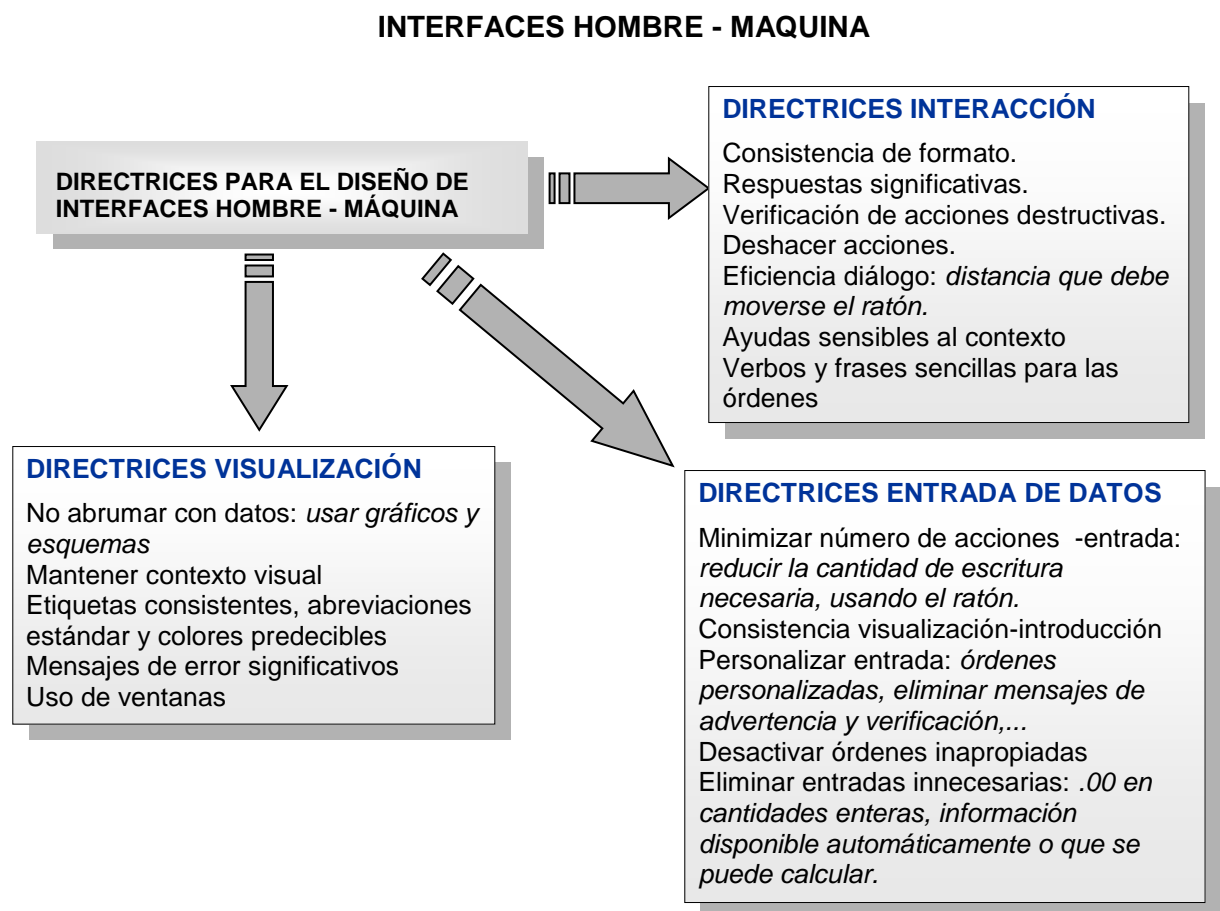 INTERFACES HOMBRE - MAQUINA
DIRECTRICES PARA EL DISEÑO DE
INTERFACES HOMBRE - MÁQUINA
DIRECTRICES INTERACCIÓN
Consistencia de formato.
Respuestas significativas.
Verificación de acciones destructivas.
Deshacer acciones.
Eficiencia diálogo: distancia que debe
moverse el ratón.
Ayudas sensibles al contexto
Verbos y frases sencillas para las
órdenes
DIRECTRICES VISUALIZACIÓN
No abrumar con datos: usar gráficos y
esquemas
Mantener contexto visual
Etiquetas consistentes, abreviaciones
estándar y colores predecibles
Mensajes de error significativos
Uso de ventanas
DIRECTRICES ENTRADA DE DATOS
Minimizar número de acciones -entrada:
reducir la cantidad de escritura
necesaria, usando el ratón.
Consistencia visualización-introducción
Personalizar entrada: órdenes
personalizadas, eliminar mensajes de
advertencia y verificación,...
Desactivar órdenes inapropiadas
Eliminar entradas innecesarias: .00 en
cantidades enteras, información
disponible automáticamente o que se
puede calcular.